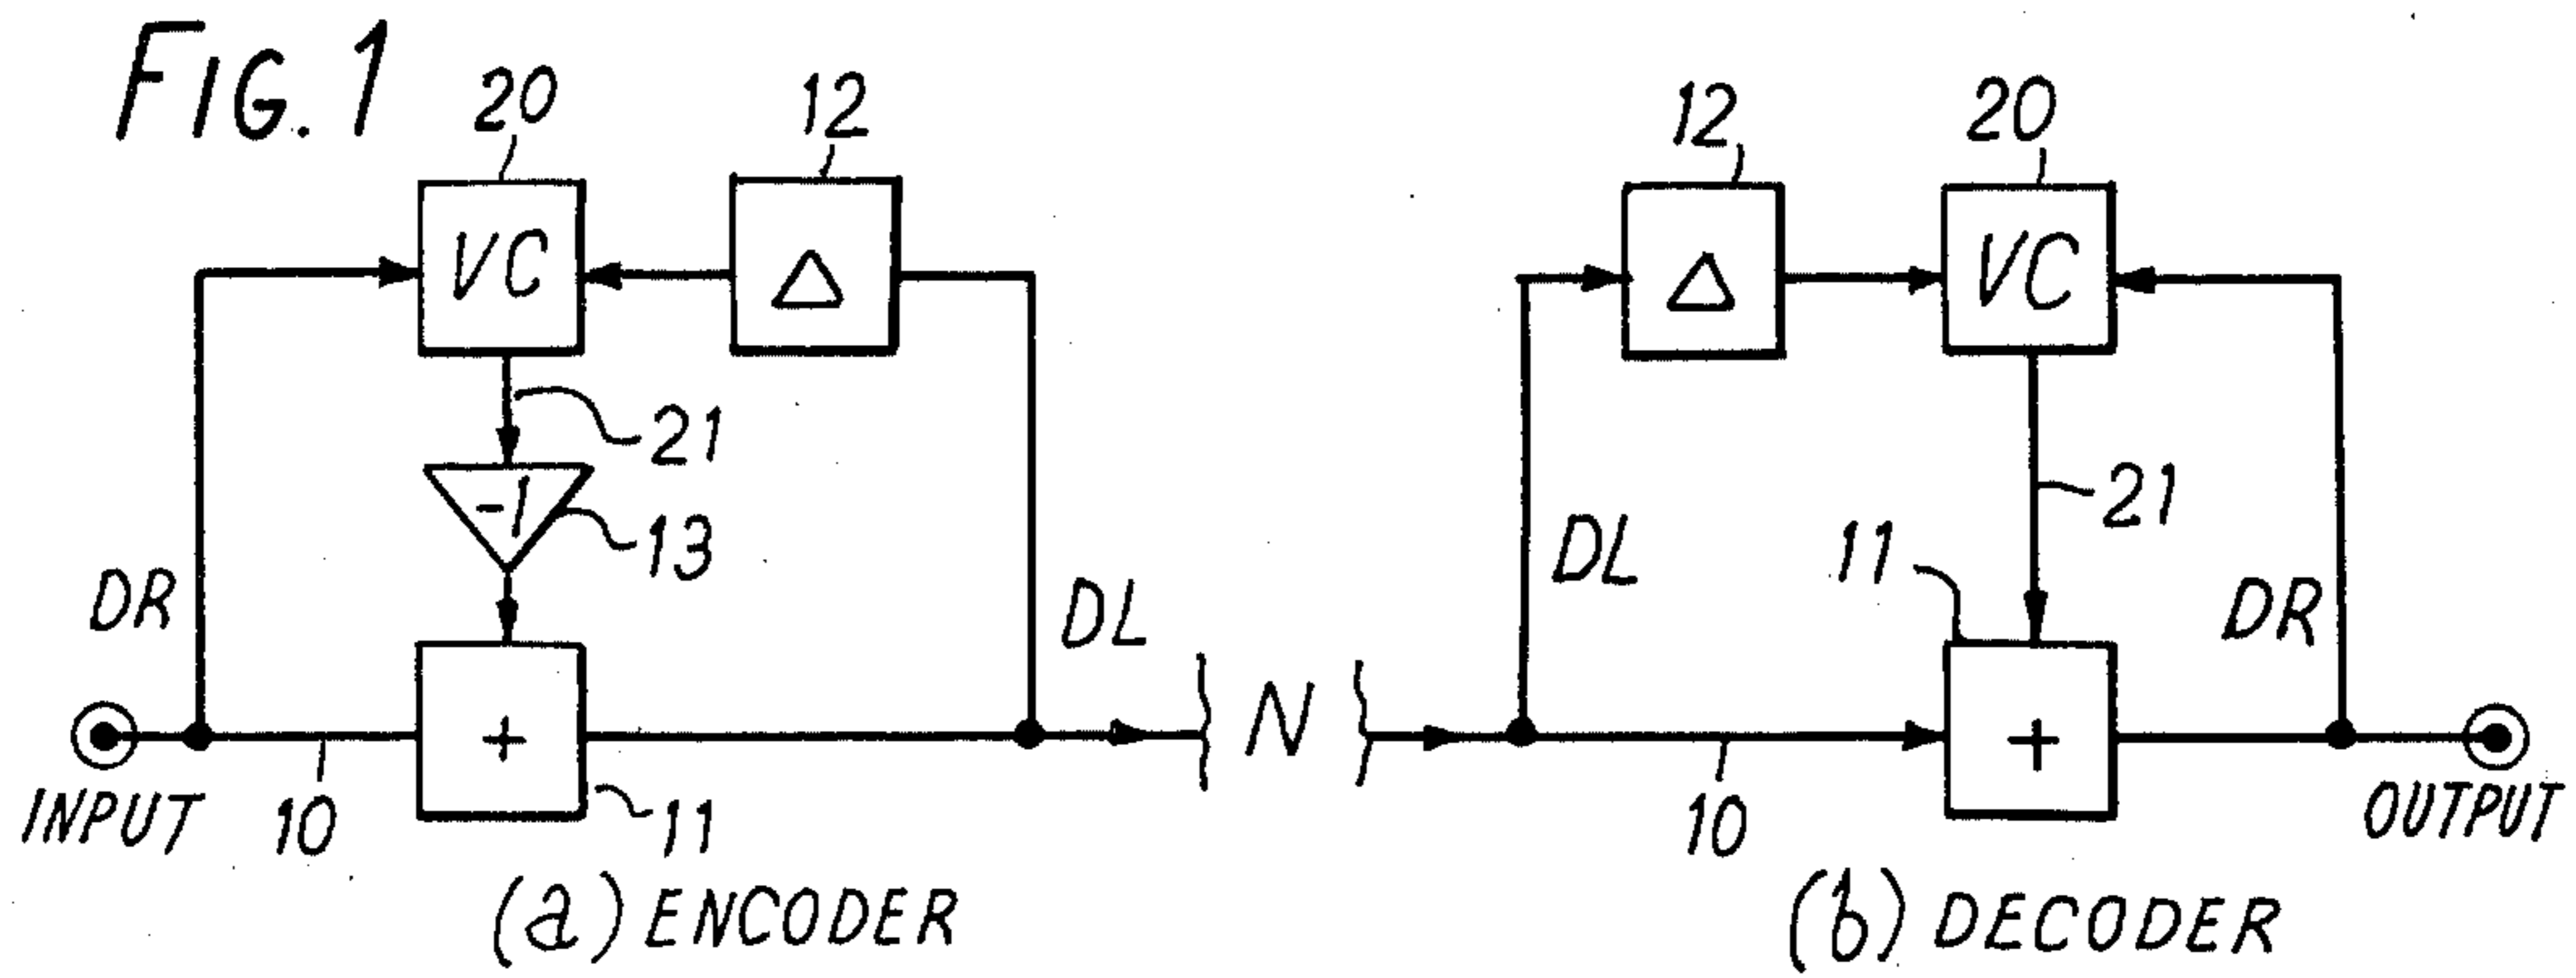 FIG. 1
20
12
VC
△
21
-1
13
DR
DL
+
INPUT
10
11
(a) ENCODER
N
12
20
△
VC
DL
21
11
DR
+
10
OUTPUT
(b) DECODER